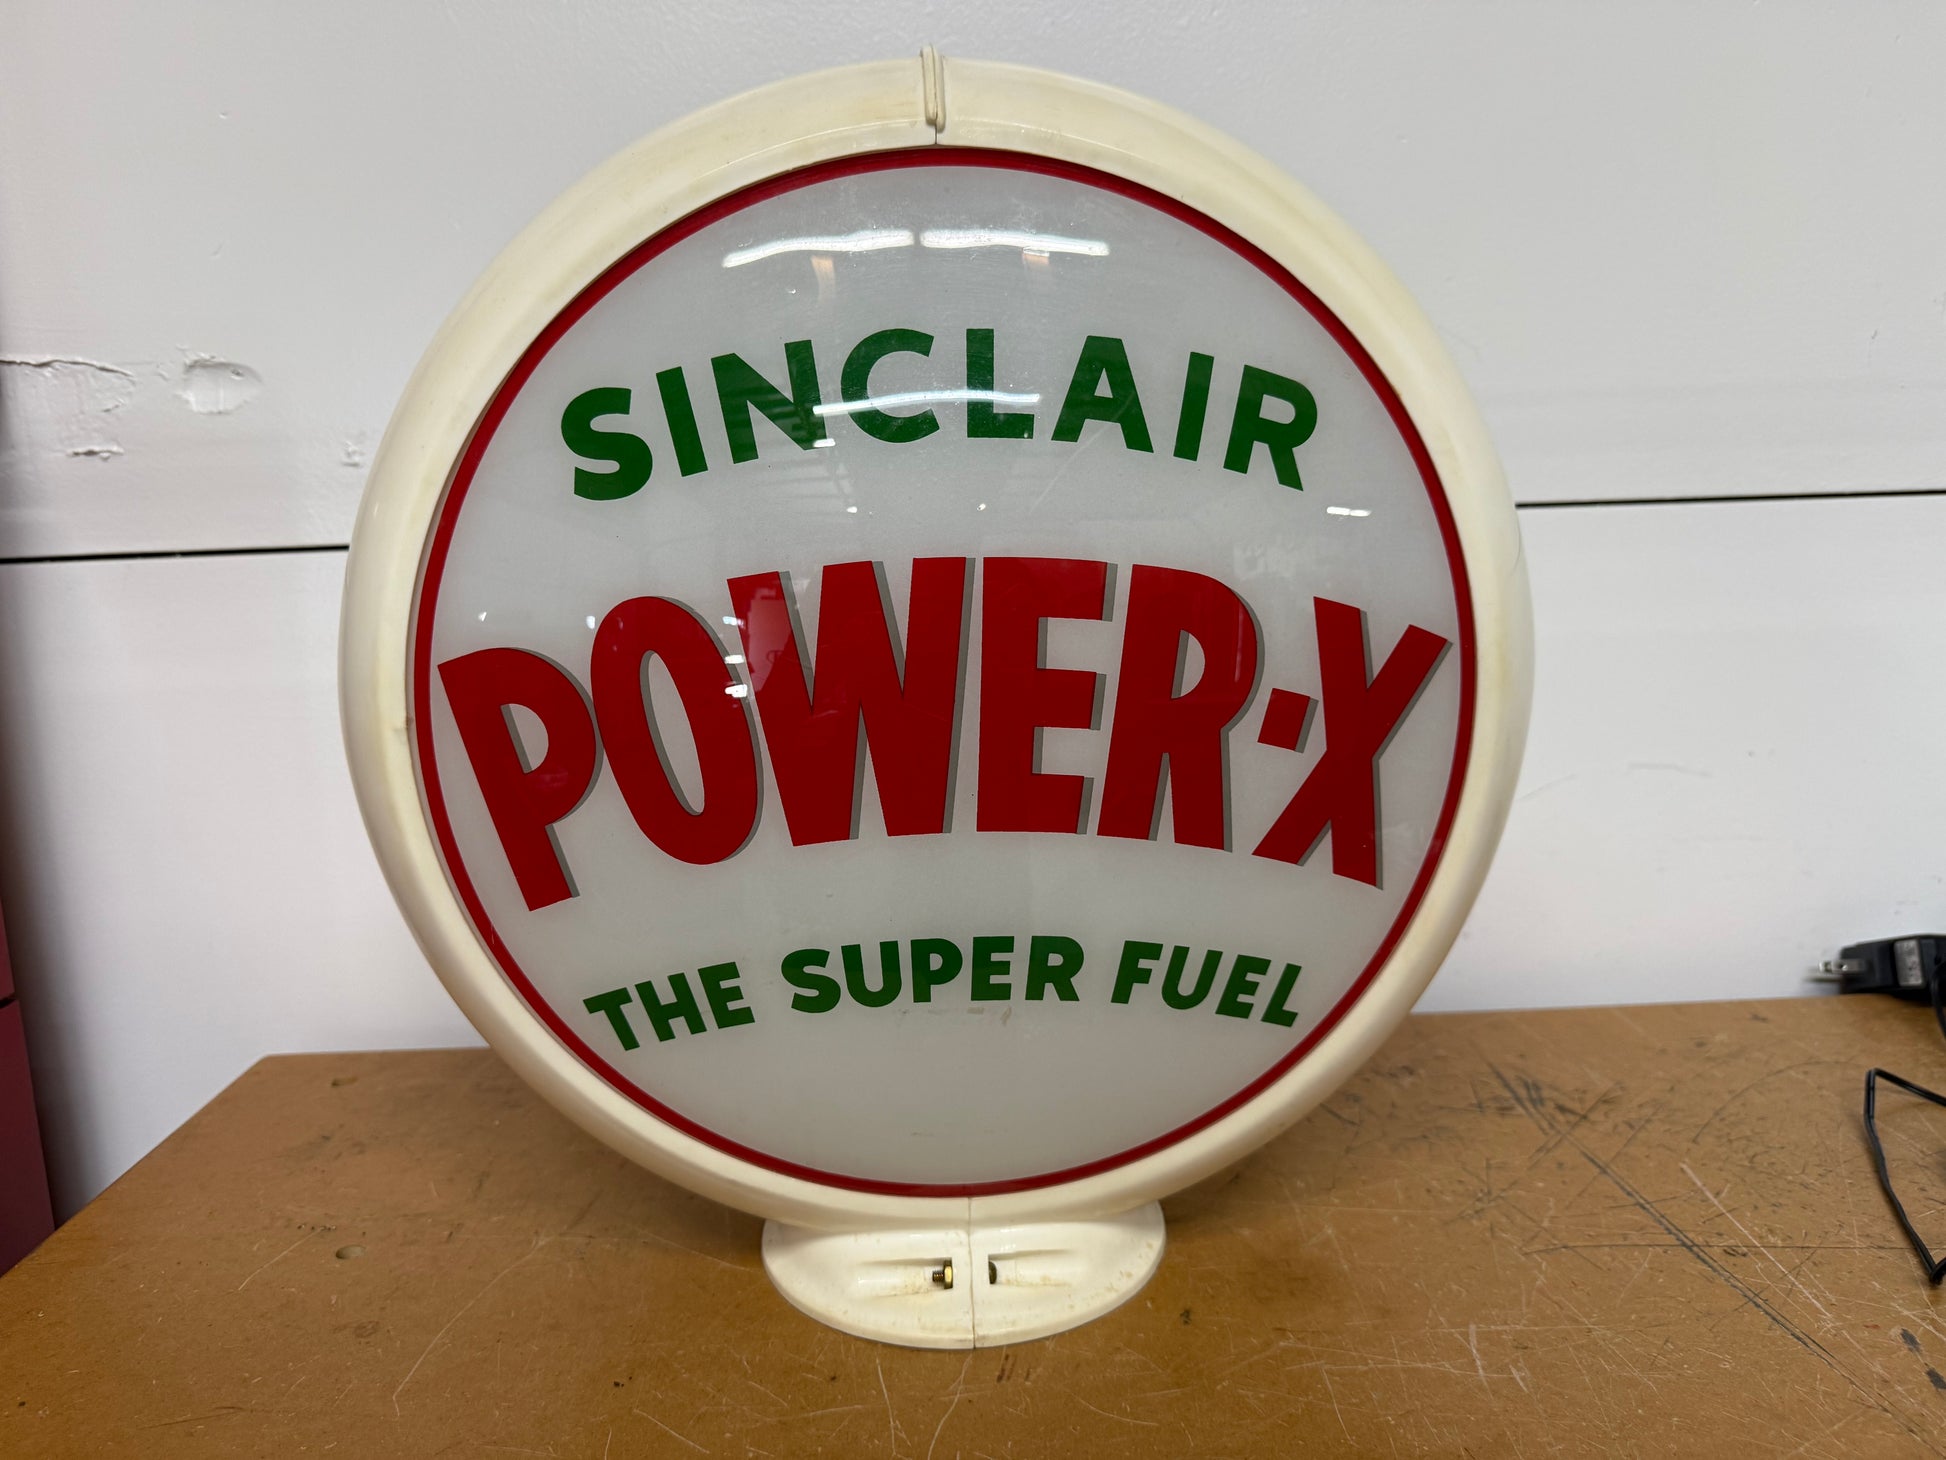 SINCLAIR
POWER-X
THE SUPER FUEL